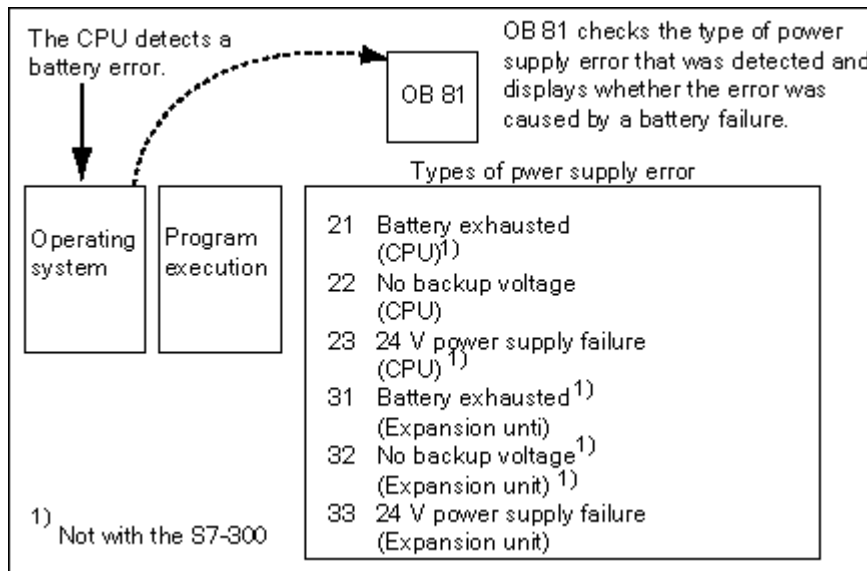 The CPU detects a
battery error.
OB 81
OB 81 checks the type of power
supply error that was detected and
displays whether the error was
caused by a battery failure.
Operating
system
Program
execution
Types of pwer supply error
21 Battery exhausted
(CPU)1)
22 No backup voltage
(CPU)
23 24 V power supply failure
(CPU) 1)
31 Battery exhausted 1)
(Expansion unti)
32 No backup voltage1)
(Expansion unit) 1)
33 24 V power supply failure
(Expansion unit)
1) Not with the S7-300